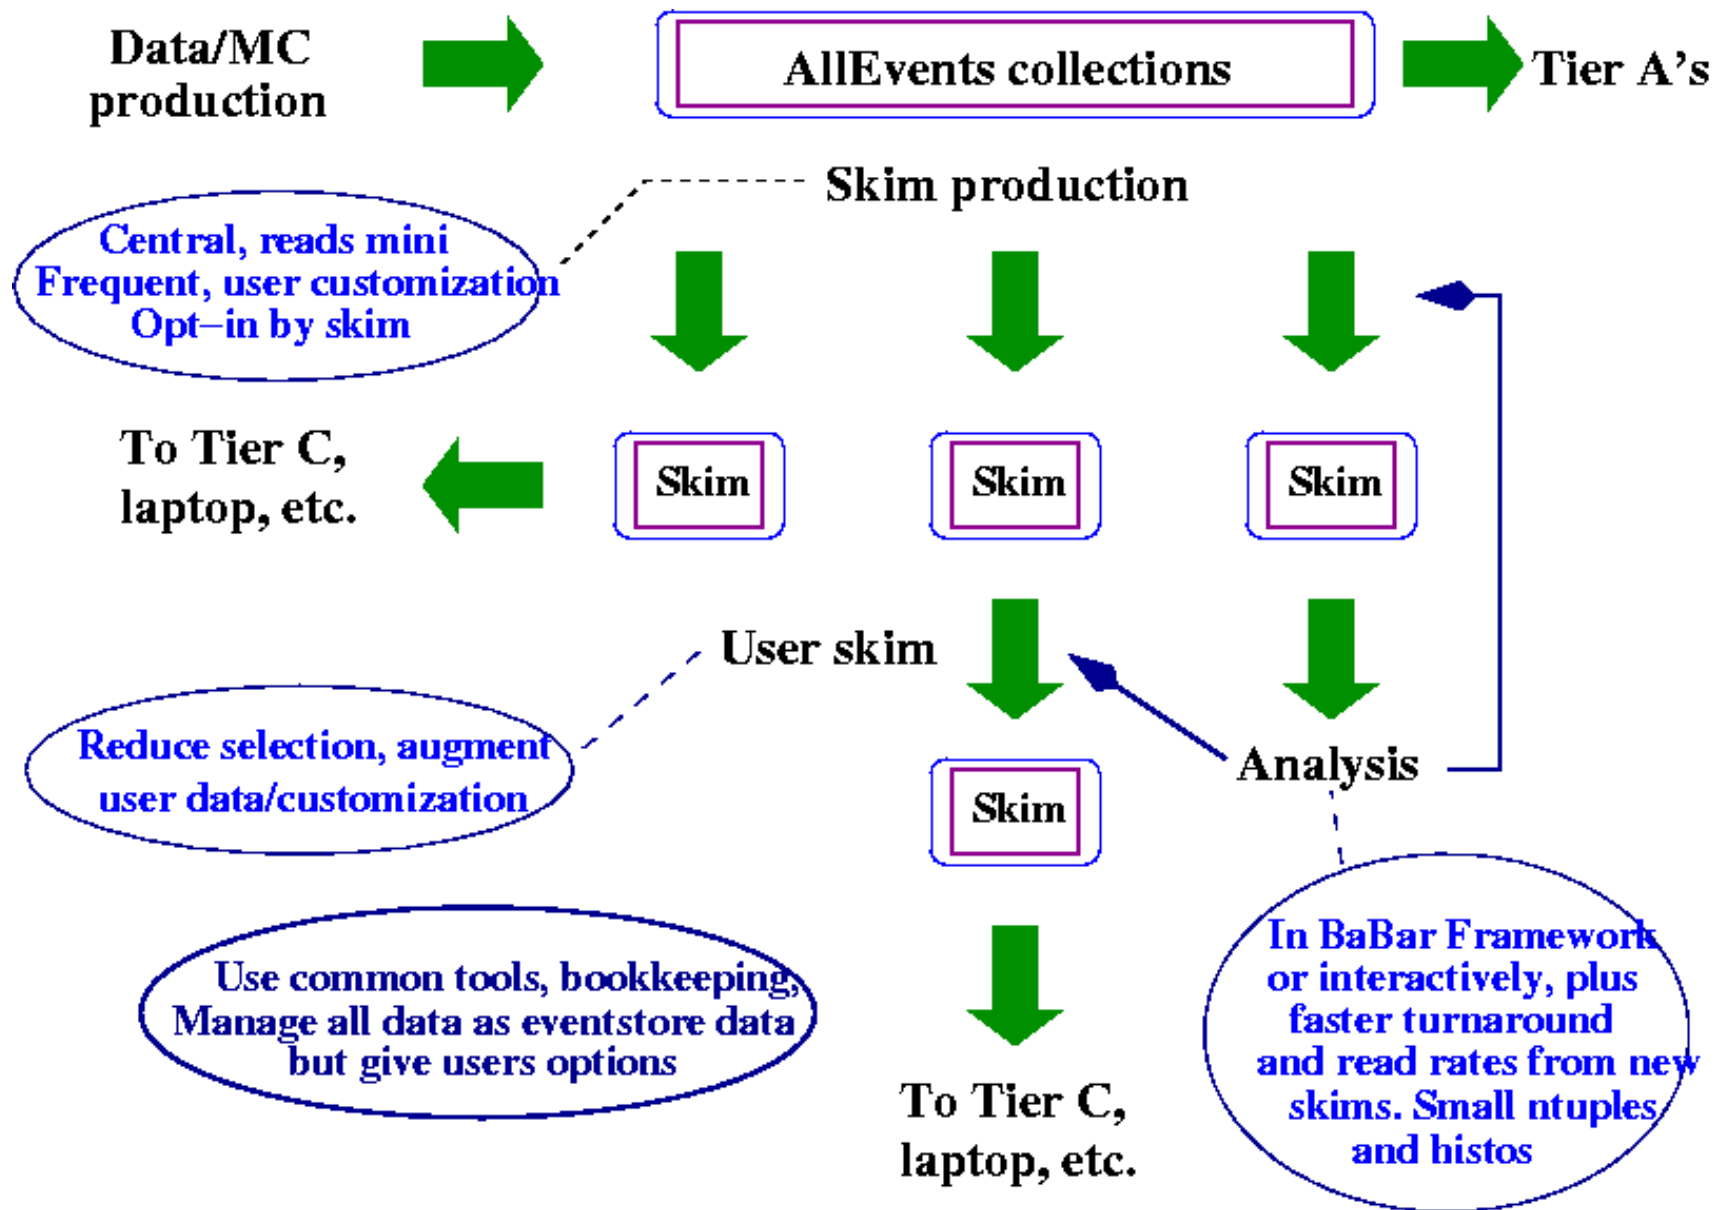 Data/MC
production
AllEvents collections
Tier A's
Skim production
Central, reads mini
Frequent, user customization
Opt−in by skim
To Tier C,
laptop, etc.
Skim
Skim
Skim
User skim
Reduce selection, augment
user data/customization
Analysis
Skim
Use common tools, bookkeeping,
Manage all data as eventstore data
but give users options
In BaBar Framework
or interactively, plus
faster turnaround
and read rates from new
skims. Small ntuples
and histos
To Tier C,
laptop, etc.